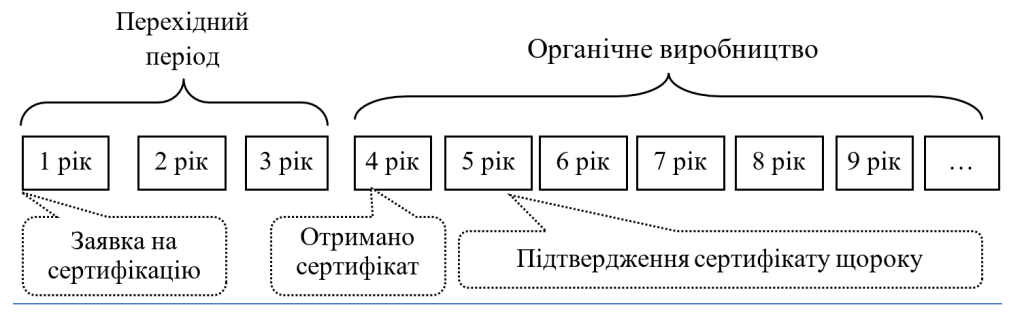 Перехідний
період
Органічне виробництво
1 рік
2 рік
3 рік
4 рік
5 рік
6 рік
7 рік
8 рік
9 рік
…
Заявка на
сертифікацію
Отримано
сертифікат
Підтвердження сертифікату щороку